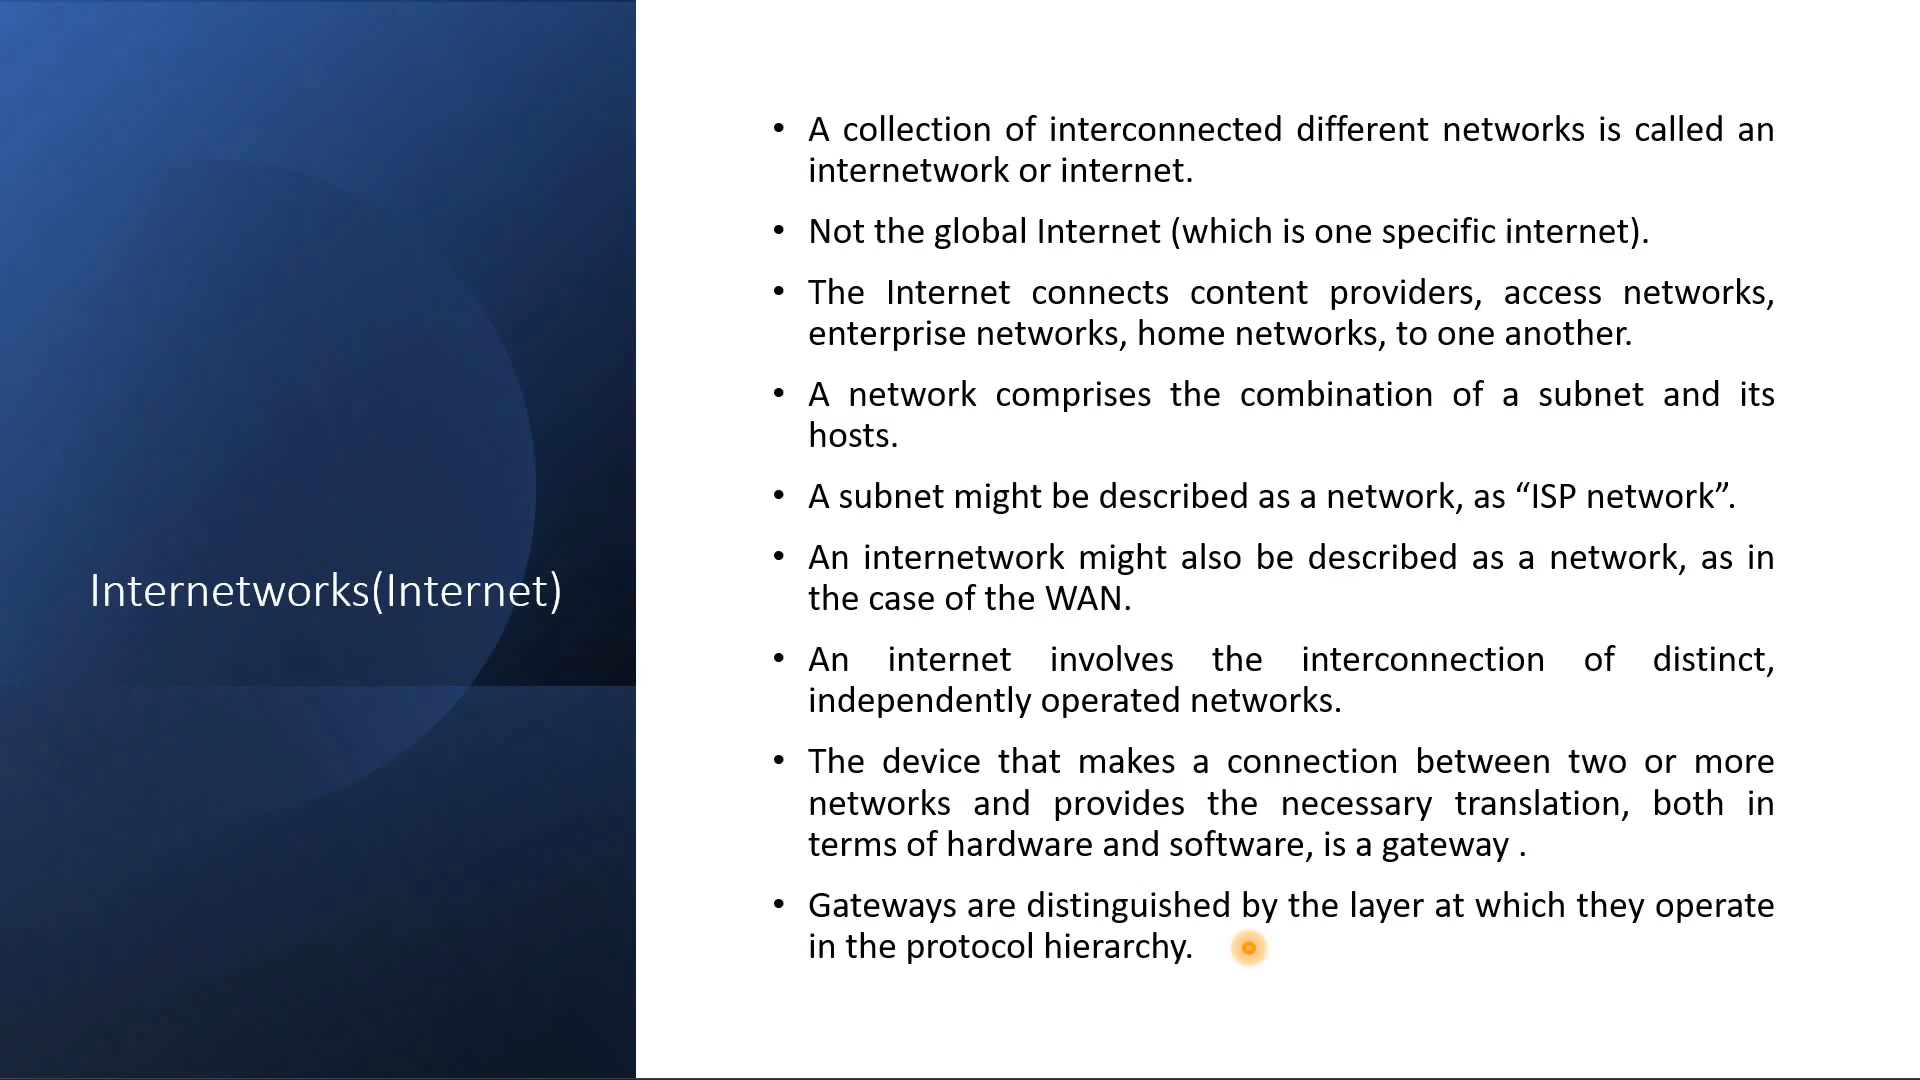 Internetworks(Internet)
• A collection of interconnected different networks is called an
internetwork or internet.
• Not the global Internet (which is one specific internet).
• The Internet connects content providers, access networks,
enterprise networks, home networks, to one another.
• A network comprises the combination of a subnet and its
hosts.
• A subnet might be described as a network, as “ISP network”.
• An internetwork might also be described as a network, as in
the case of the WAN.
• An internet involves the interconnection of distinct,
independently operated networks.
• The device that makes a connection between two or more
networks and provides the necessary translation, both in
terms of hardware and software, is a gateway .
• Gateways are distinguished by the layer at which they operate
in the protocol hierarchy.